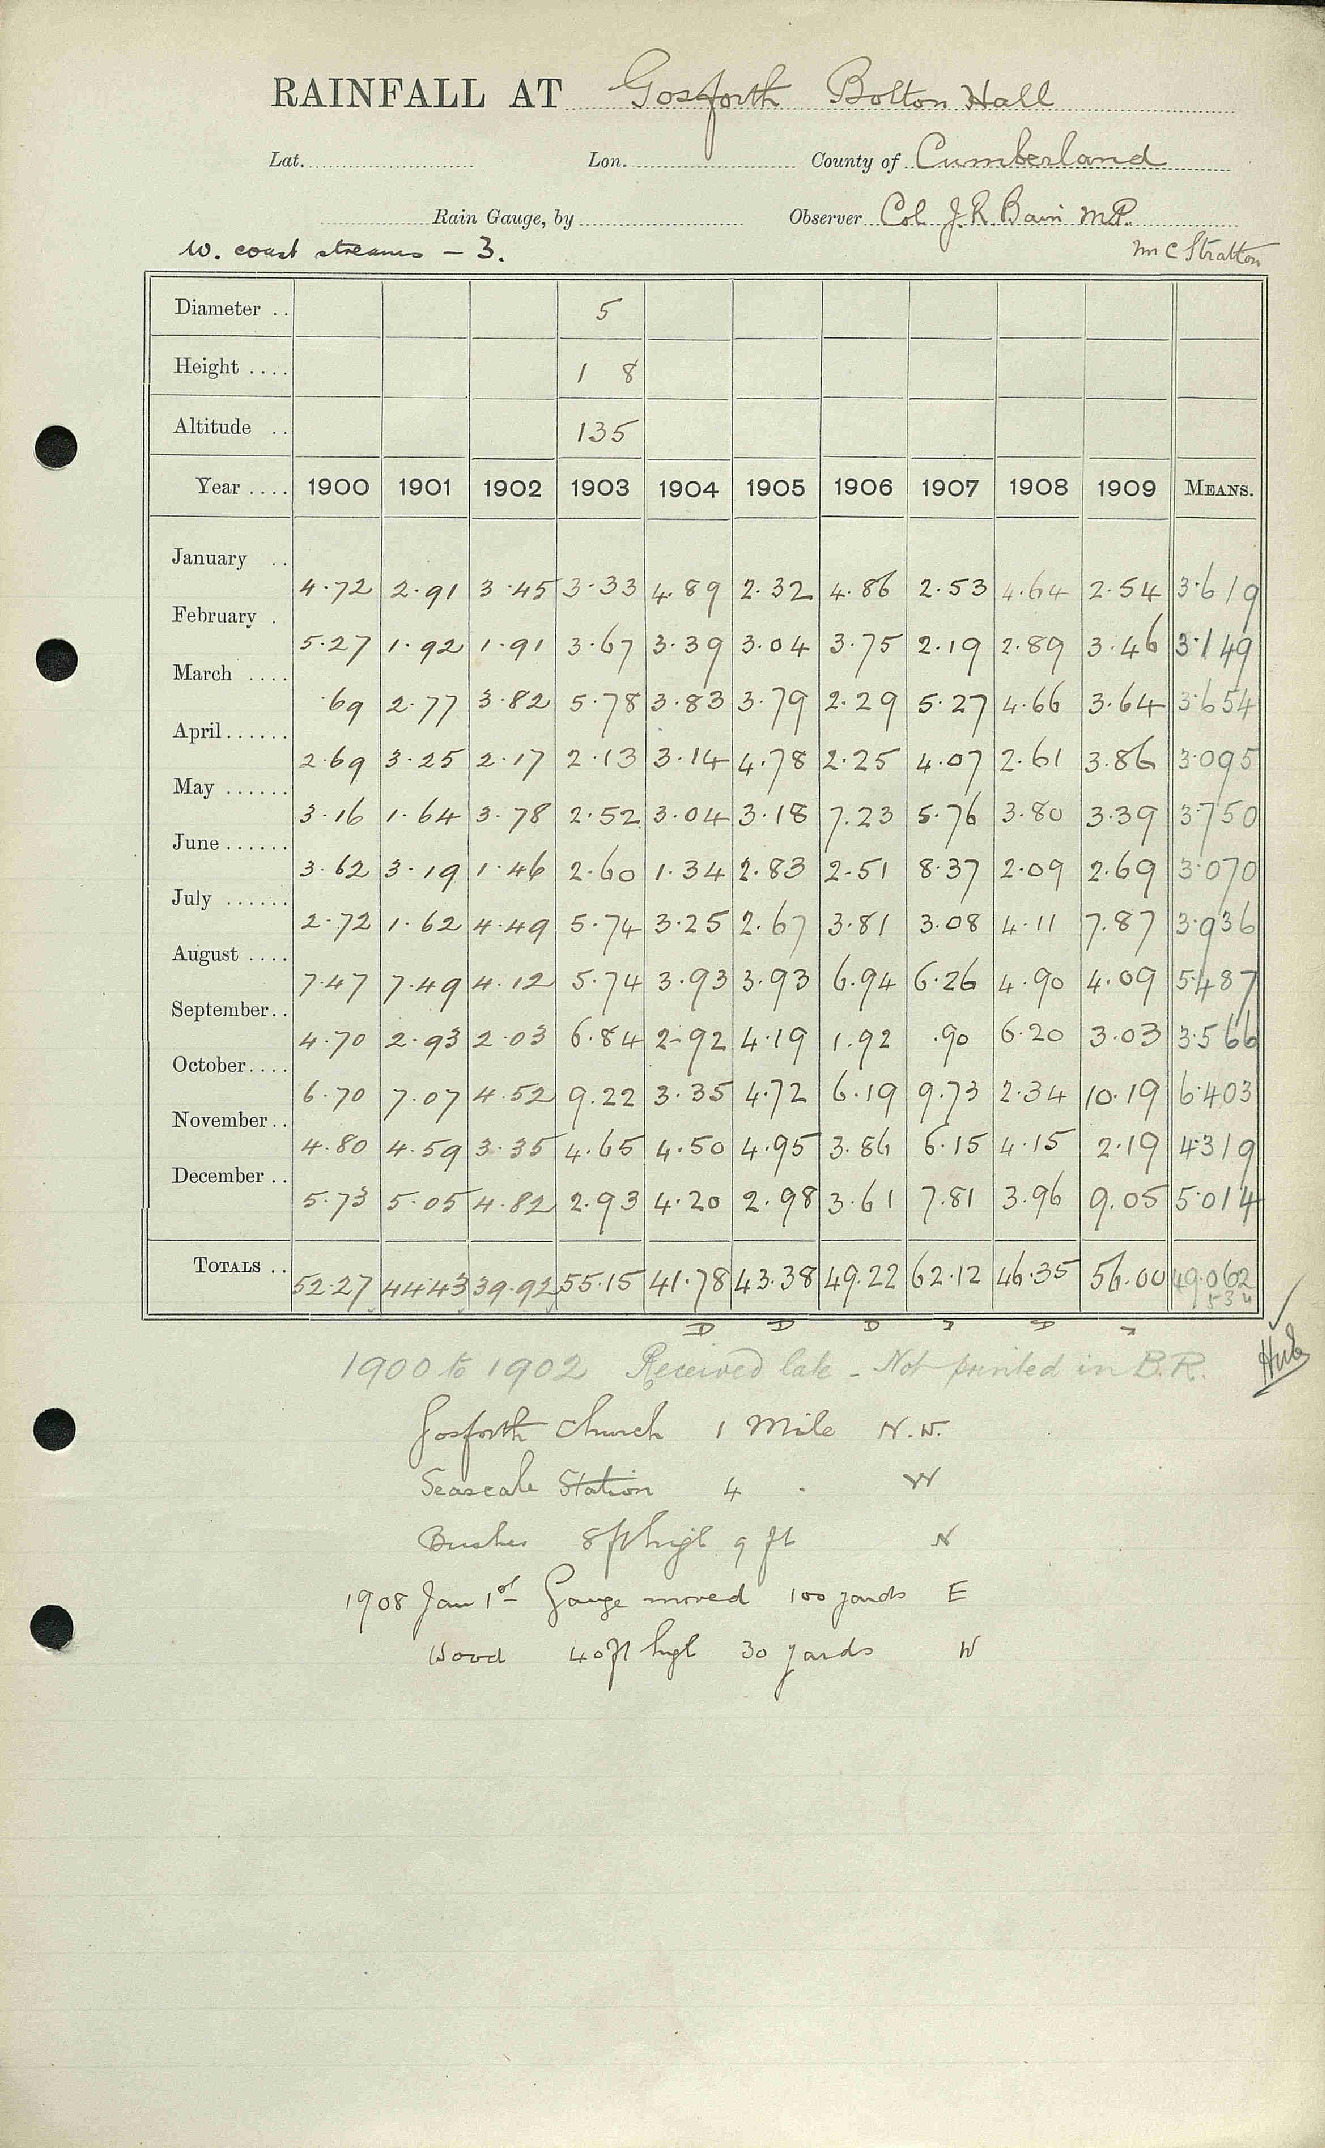 RAINFALL AT Gosforth Bolton Hall
Lat. Lon. County of Cumberland
Rain Gauge, by Observer Col J. R Bain M.P.
W. coast streams - 3. Stratton
Diameter .. 5
Height .... 1 8
Altitude .. 135
Year .... 1900 1901 1902 1903 1904 1905 1906 1907 1908 1909 MEANS.
January .. 4.72 2.91 3.45 3.33 4.89 2.32 4.86 2.53 4.64 2.54 3.619
February . 5.27 1.92 1.91 3.67 3.39 3.04 3.75 2.19 2.89 3.46 3.149
March .... .69 2.77 3.82 5.78 3.83 3.79 2.29 5.27 4.66 3.64 3.654
April...... 2.69 3.25 2.17 2.13 3.14 4.78 2.25 4.07 2.61 3.86 3.095
May ...... 3.16 1.64 3.78 2.52 3.04 3.18 7.23 5.76 3.80 3.39 3.750
June...... 3.62 3.19 1.46 2.60 1.34 2.83 2.51 8.37 2.09 2.69 3.070
July ...... 2.72 1.62 4.49 5.74 3.25 2.67 3.81 3.08 4.11 7.87 3.936
August .... 7.47 7.49 4.12 5.74 3.93 3.93 6.94 6.26 4.90 4.09 5.487
September.. 4.70 2.93 2.03 6.84 2.92 4.19 1.92 .90 6.20 3.03 3.566
October.... 6.70 7.07 4.52 9.22 3.35 4.72 6.19 9.73 2.34 10.19 6.403
November.. 4.80 4.59 3.35 4.65 4.50 4.95 3.86 6.15 4.15 2.19 4.319
December .. 5.73 5.05 4.82 2.93 4.20 2.98 3.61 7.81 3.96 9.05 5.014
TOTALS .. 52.27 44.43 39.92 55.15 41.78 43.38 49.22 62.12 46.35 56.00 49.062
D D D D
1900 to 1902 Received late - Not printed in B.R.
Gosforth Church 1 Mile N.W.
Seascale Station 4 . W
Bushes 8 ft high 9 ft N
1908 Jan 1st Gauge moved 100 yards E
Wood 40 ft high 30 yards W